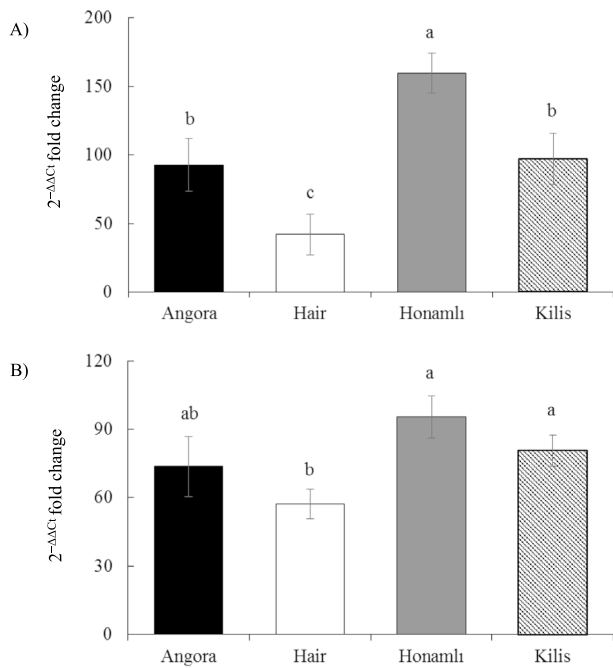 A)
2⁻ΔΔCt fold change
200
150
100
50
0
b
c
a
b
Angora
Hair
Honamlı
Kilis
B)
2⁻ΔΔCt fold change
120
90
60
30
0
ab
b
a
a
Angora
Hair
Honamlı
Kilis